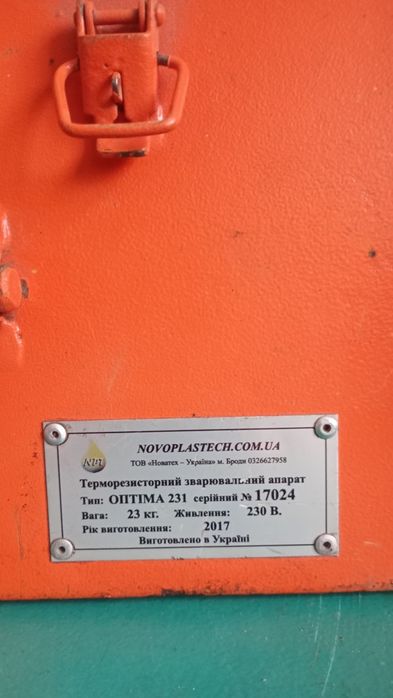 NOVOPLASTECH.COM.UA
ТОВ «Новатех – Україна» м. Броди 0326627958
Терморезисторний зварювальний апарат
Тип: ОПТІМА 231 серійний № 17024
Вага: 23 кг. Живлення: 230 В.
Рік виготовлення: 2017
Виготовлено в Україні